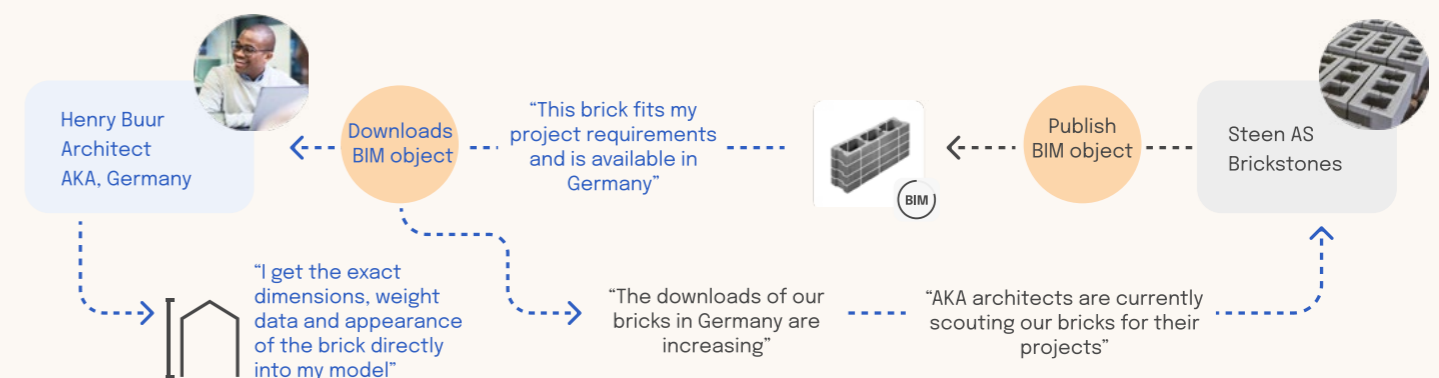 Henry Buur
Architect
AKA, Germany
Downloads
BIM object
“This brick fits my
project requirements
and is available in
Germany”
BIM
Publish
BIM object
Steen AS
Brickstones
“I get the exact
dimensions, weight
data and appearance
of the brick directly
into my model”
“The downloads of our
bricks in Germany are
increasing”
“AKA architects are currently
scouting our bricks for their
projects”